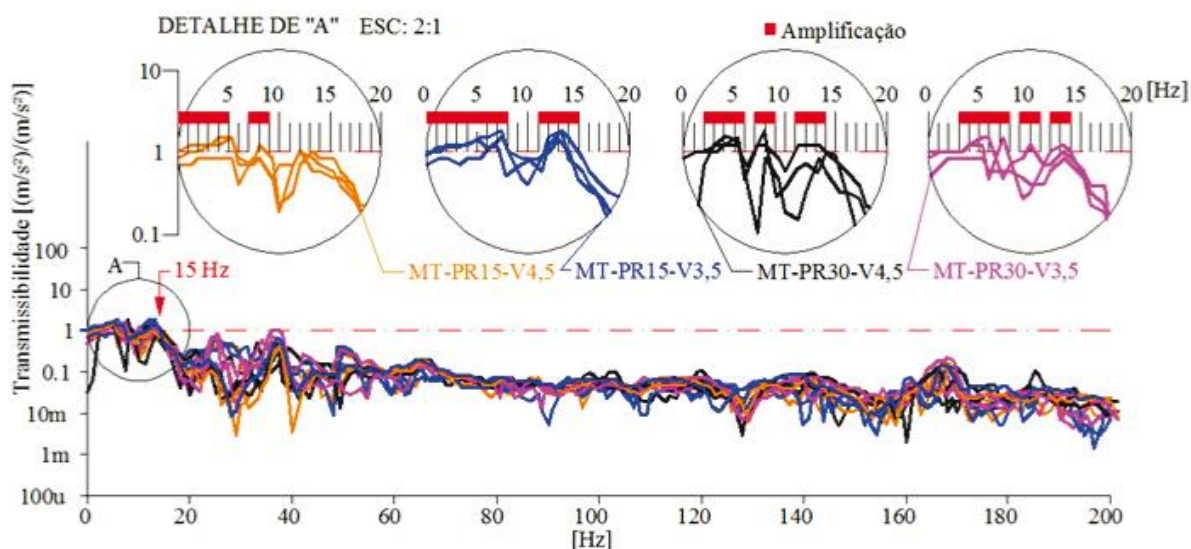 DETALHE DE "A" ESC: 2:1
Amplificação
10
1
0.1
5 10 15 20
0 5 10 15 20
0 5 10 15 20
0 5 10 15 20 [Hz]
MT-PR15-V4,5
MT-PR15-V3,5
MT-PR30-V4,5
MT-PR30-V3,5
A
15 Hz
Transmissibilidade [(m/s²)/(m/s²)]
100
10
1
0.1
10m
1m
100u
0 20 40 60 80 100 120 140 160 180 200
[Hz] [Hz]